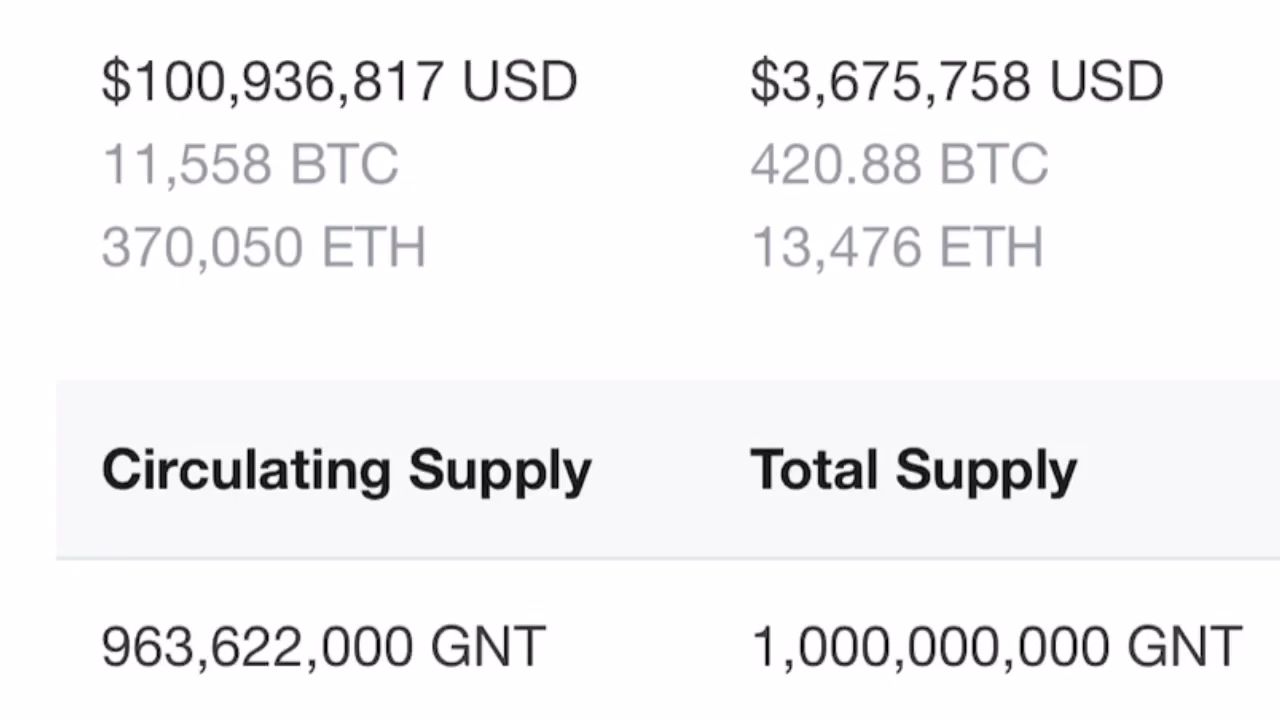 $100,936,817 USD $3,675,758 USD
11,558 BTC 420.88 BTC
370,050 ETH 13,476 ETH
Circulating Supply Total Supply
963,622,000 GNT 1,000,000,000 GNT